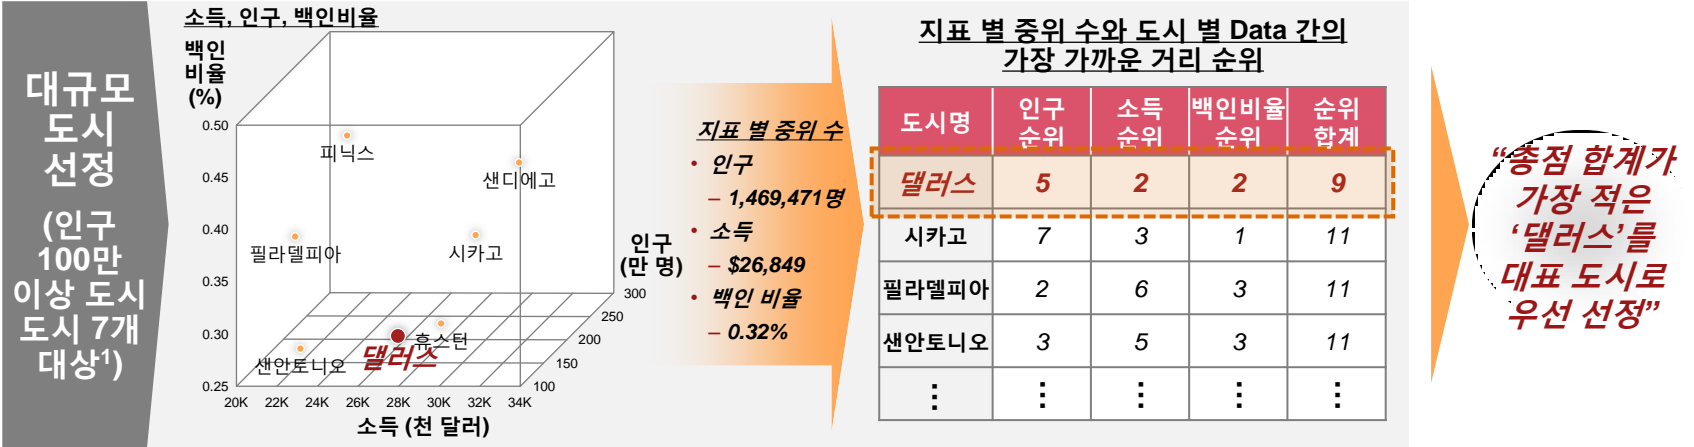 대규모
도시
선정
(인구
100만
이상 도시
도시 7개
대상1)
소득, 인구, 백인비율
백인
비율
(%)
0.50
0.45
0.40
0.35
0.30
0.25
피닉스
샌디에고
필라델피아
시카고
휴스턴
샌안토니오
댈러스
인구
(만 명)
300
250
200
150
100
20K 22K 24K 26K 28K 30K 32K 34K
소득 (천 달러)
지표 별 중위 수
• 인구
– 1,469,471명
• 소득
– $26,849
• 백인 비율
– 0.32%
지표 별 중위 수와 도시 별 Data 간의
가장 가까운 거리 순위
도시명 인구 순위 소득 순위 백인비율 순위 순위 합계
댈러스 5 2 2 9
시카고 7 3 1 11
필라델피아 2 6 3 11
샌안토니오 3 5 3 11
⋮ ⋮ ⋮ ⋮ ⋮
“총점 합계가
가장 적은
‘댈러스’를
대표 도시로
우선 선정”